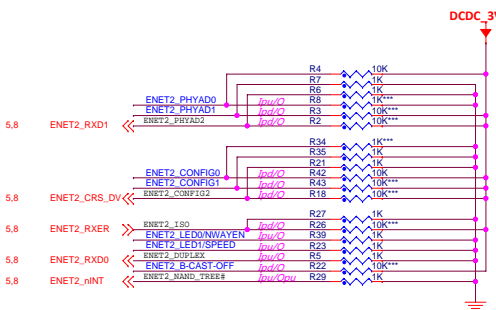 DCDC_3V
R4 10K
R7 1K
R6 1K
ENET2_PHYAD0 Ipu/O R8 1K***
ENET2_PHYAD1 Ipd/O R3 10K***
5,8 ENET2_RXD1 ENET2_PHYAD2 Ipd/O R2 10K***
R34 1K***
R35 1K
R21 1K
ENET2_CONFIG0 Ipd/O R42 10K
ENET2_CONFIG1 Ipd/O R43 10K***
5,8 ENET2_CRS_DV ENET2_CONFIG2 Ipd/O R18 10K***
R27 1K
5,8 ENET2_RXER ENET2_ISO Ipd/O R26 10K***
ENET2_LED0/NWAYEN Ipu/O R39 1K
ENET2_LED1/SPEED Ipu/O R23 1K
5,8 ENET2_RXD0 ENET2_DUPLEX Ipu/O R5 1K
ENET2_B-CAST-OFF Ipd/O R22 10K***
5,8 ENET2_nINT ENET2_NAND_TREE# Ipu/Opu R29 1K